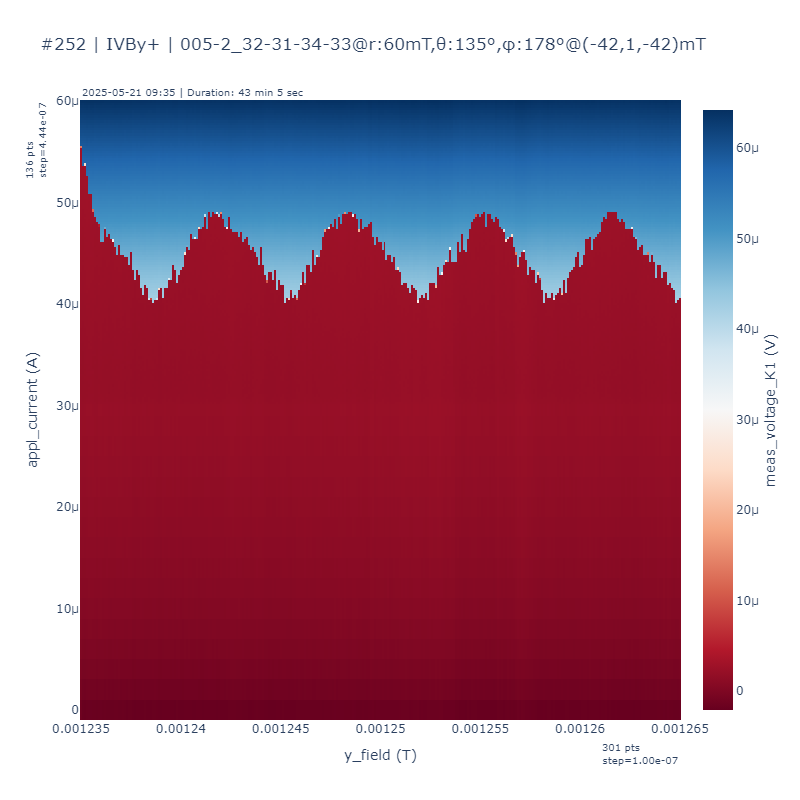 #252 | IVBy+ | 005-2_32-31-34-33@r:60mT,θ:135°,φ:178°@(-42,1,-42)mT
2025-05-21 09:35 | Duration: 43 min 5 sec
136 pts
step=4.44e-07
60μ
50μ
40μ
30μ
20μ
10μ
0
appl_current (A)
0.001235
0.00124
0.001245
0.00125
0.001255
0.00126
0.001265
y_field (T)
301 pts
step=1.00e-07
60μ
50μ
40μ
30μ
20μ
10μ
0
meas_voltage_K1 (V)